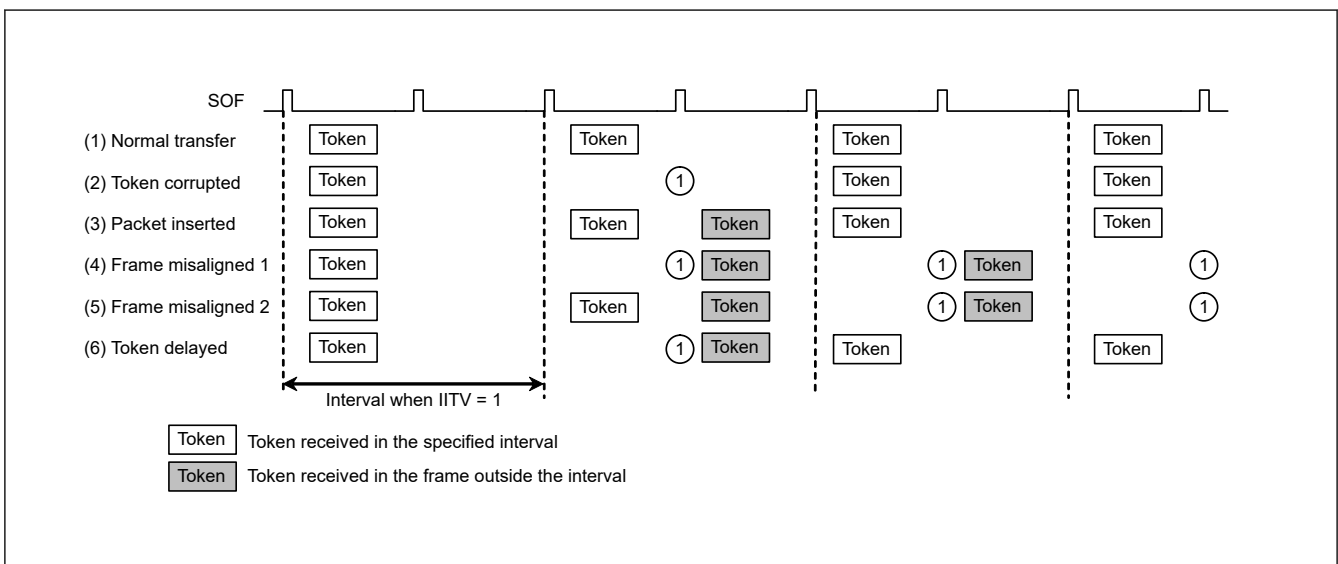 SOF
(1) Normal transfer Token Token Token Token
(2) Token corrupted Token 1 Token Token
(3) Packet inserted Token Token Token Token Token
(4) Frame misaligned 1 Token 1 Token 1 Token 1
(5) Frame misaligned 2 Token Token Token 1 Token 1
(6) Token delayed Token 1 Token Token Token
Interval when IITV = 1
Token Token received in the specified interval
Token Token received in the frame outside the interval